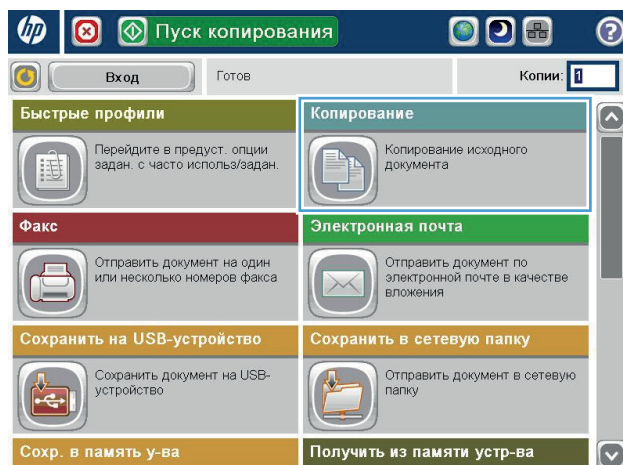 hp
Пуск копирования
?
Вход
Готов
Копии: 1
Быстрые профили
Перейдите в предуст. опции
задан. с часто использ/задан.
Копирование
Копирование исходного
документа
Факс
Отправить документ на один
или несколько номеров факса
Электронная почта
Отправить документ по
электронной почте в качестве
вложения
Сохранить на USB-устройство
Сохранить документ на USB-
устройство
Сохранить в сетевую папку
Отправить документ в сетевую
папку
Сохр. в память у-ва
Получить из памяти устр-ва